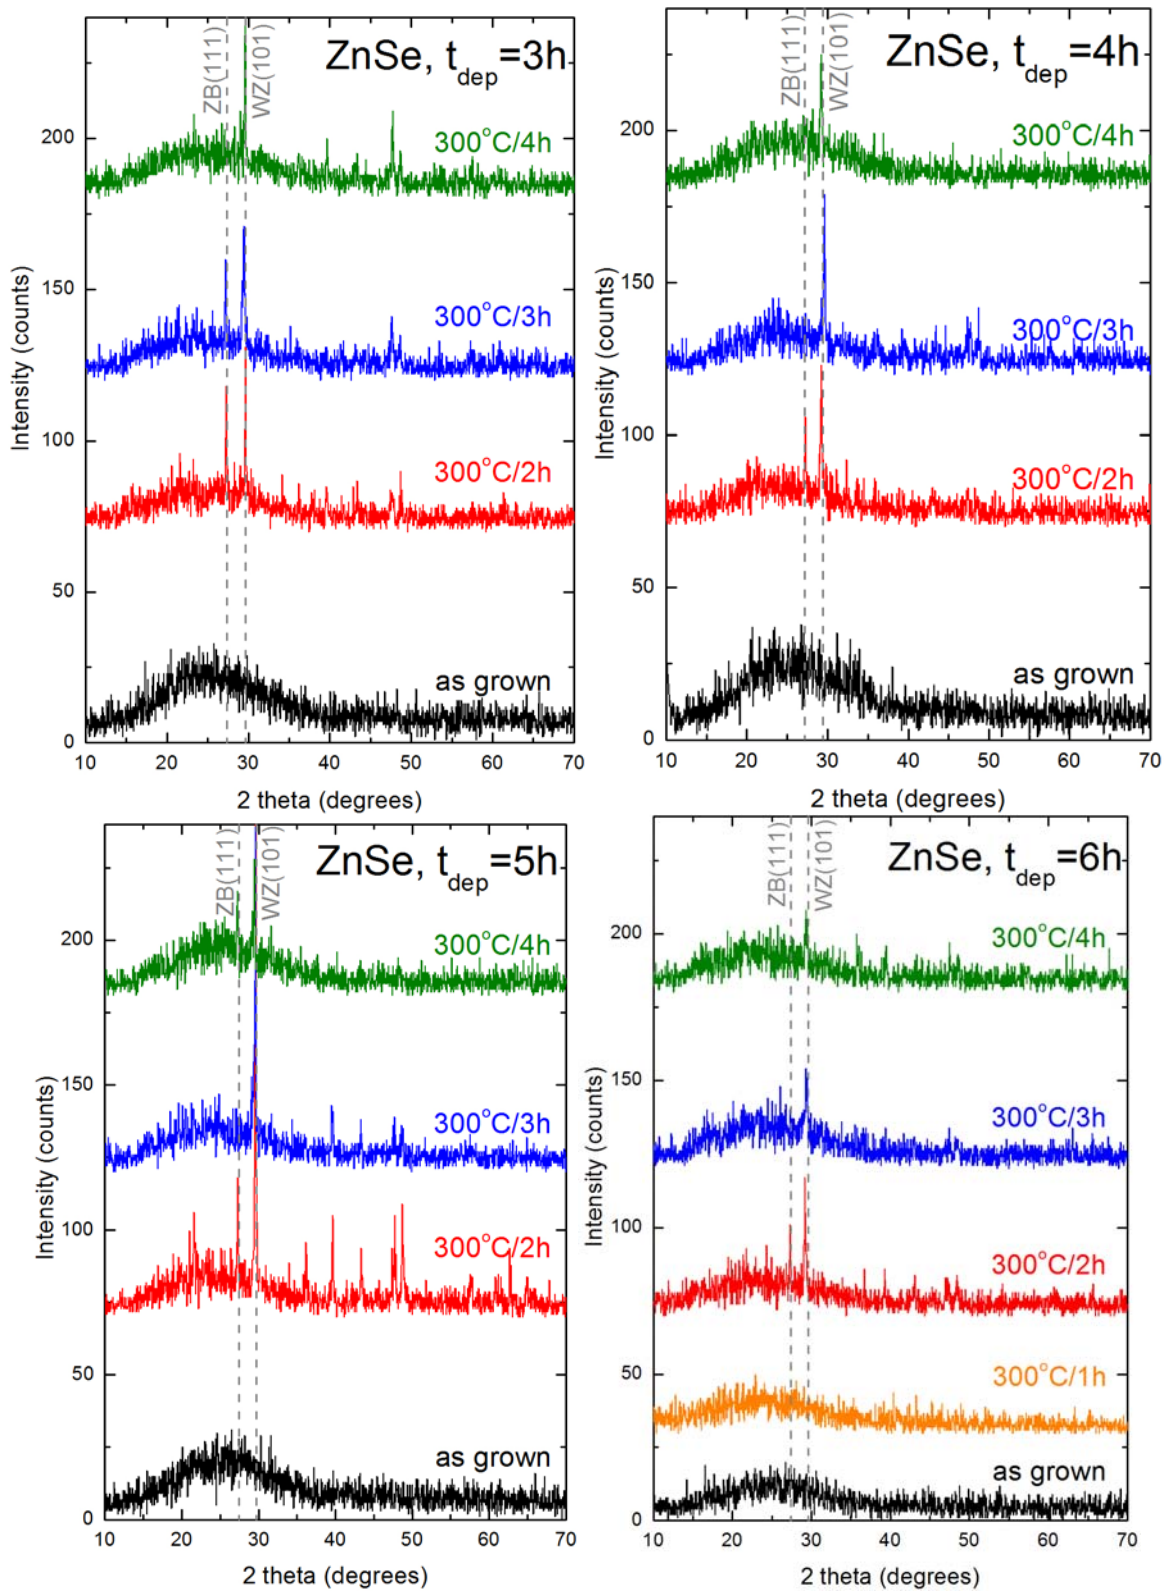 ZnSe, t_dep=3h
ZB(111)
WZ(101)
300°C/4h
300°C/3h
300°C/2h
as grown
Intensity (counts)
200
150
100
50
0
10 20 30 40 50 60 70
2 theta (degrees)
ZnSe, t_dep=4h
ZB(111)
WZ(101)
300°C/4h
300°C/3h
300°C/2h
as grown
Intensity (counts)
200
150
100
50
0
10 20 30 40 50 60 70
2 theta (degrees)
ZnSe, t_dep=5h
ZB(111)
WZ(101)
300°C/4h
300°C/3h
300°C/2h
as grown
Intensity (counts)
200
150
100
50
0
10 20 30 40 50 60 70
2 theta (degrees)
ZnSe, t_dep=6h
ZB(111)
WZ(101)
300°C/4h
300°C/3h
300°C/2h
300°C/1h
as grown
Intensity (counts)
200
150
100
50
0
10 20 30 40 50 60 70
2 theta (degrees)